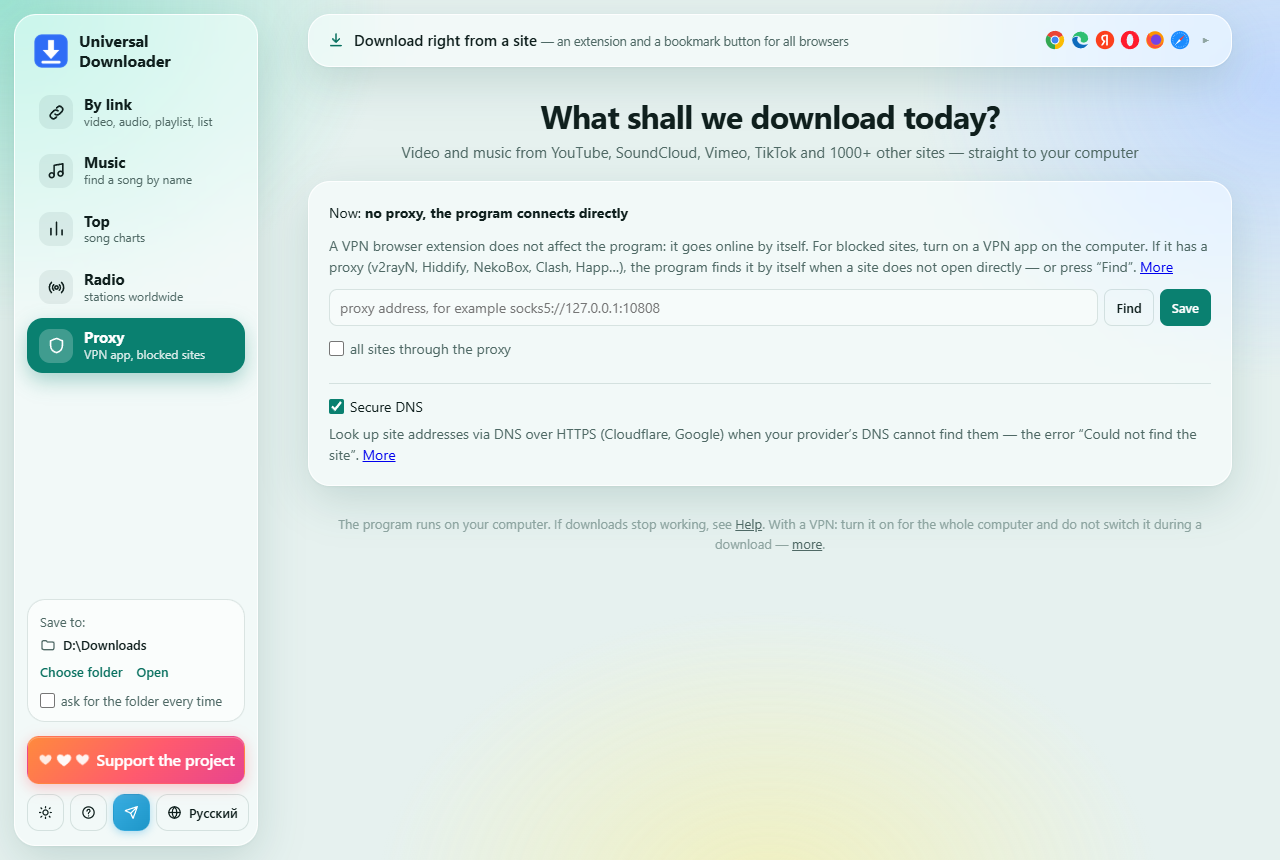 Universal
Downloader
By link
video, audio, playlist, list
Music
find a song by name
Top
song charts
Radio
stations worldwide
Proxy
VPN app, blocked sites
Save to:
D:\Downloads
Choose folder Open
ask for the folder every time
Support the project
Русский
Download right from a site — an extension and a bookmark button for all browsers
What shall we download today?
Video and music from YouTube, SoundCloud, Vimeo, TikTok and 1000+ other sites — straight to your computer
Now: no proxy, the program connects directly
A VPN browser extension does not affect the program: it goes online by itself. For blocked sites, turn on a VPN app on the computer. If it has a
proxy (v2rayN, Hiddify, NekoBox, Clash, Happ...), the program finds it by itself when a site does not open directly — or press “Find”. More
proxy address, for example socks5://127.0.0.1:10808 Find Save
all sites through the proxy
Secure DNS
Look up site addresses via DNS over HTTPS (Cloudflare, Google) when your provider’s DNS cannot find them — the error “Could not find the
site”. More
The program runs on your computer. If downloads stop working, see Help. With a VPN: turn it on for the whole computer and do not switch it during a
download — more.